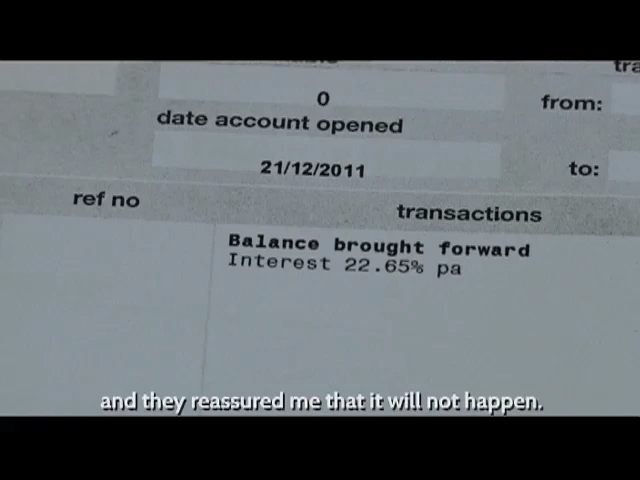 0
from:
date account opened
21/12/2011
to:
ref no
transactions
Balance brought forward
Interest 22.65% pa
and they reassured me that it will not happen.